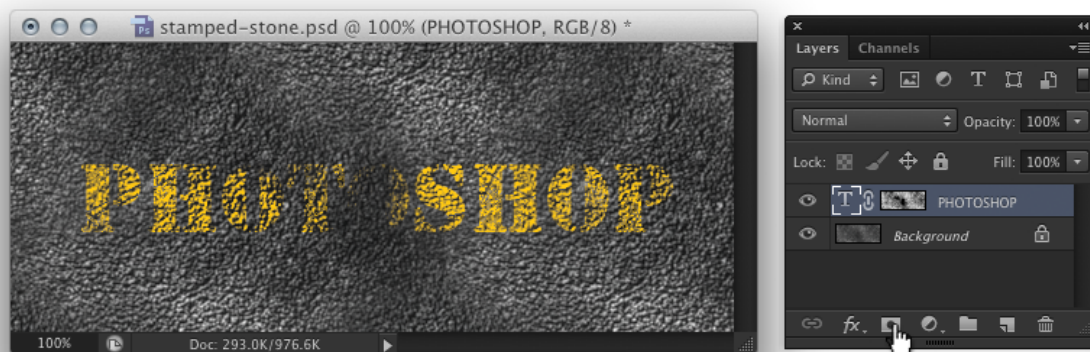 stamped-stone.psd @ 100% (PHOTOSHOP, RGB/8) *
PHOTOSHOP
100%
Doc: 293.0K/976.6K
Layers Channels
Kind
Normal Opacity: 100%
Lock: Fill: 100%
T PHOTOSHOP
Background
fx.